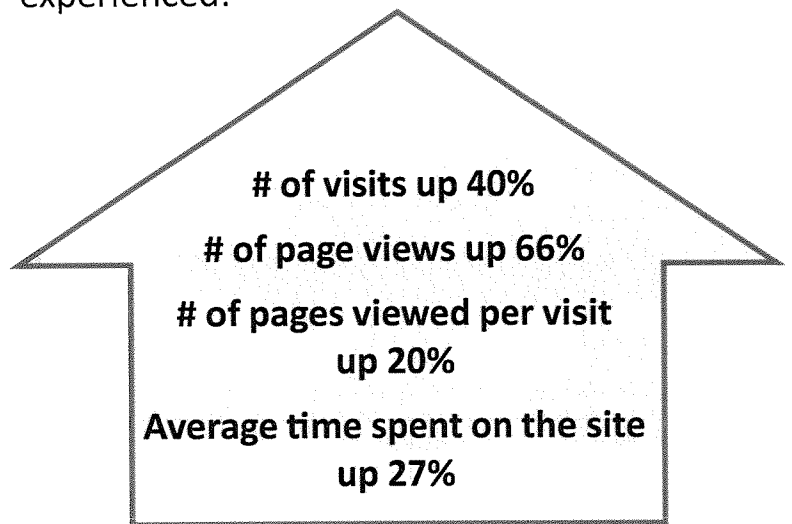 experienced:
# of visits up 40%
# of page views up 66%
# of pages viewed per visit
up 20%
Average time spent on the site
up 27%